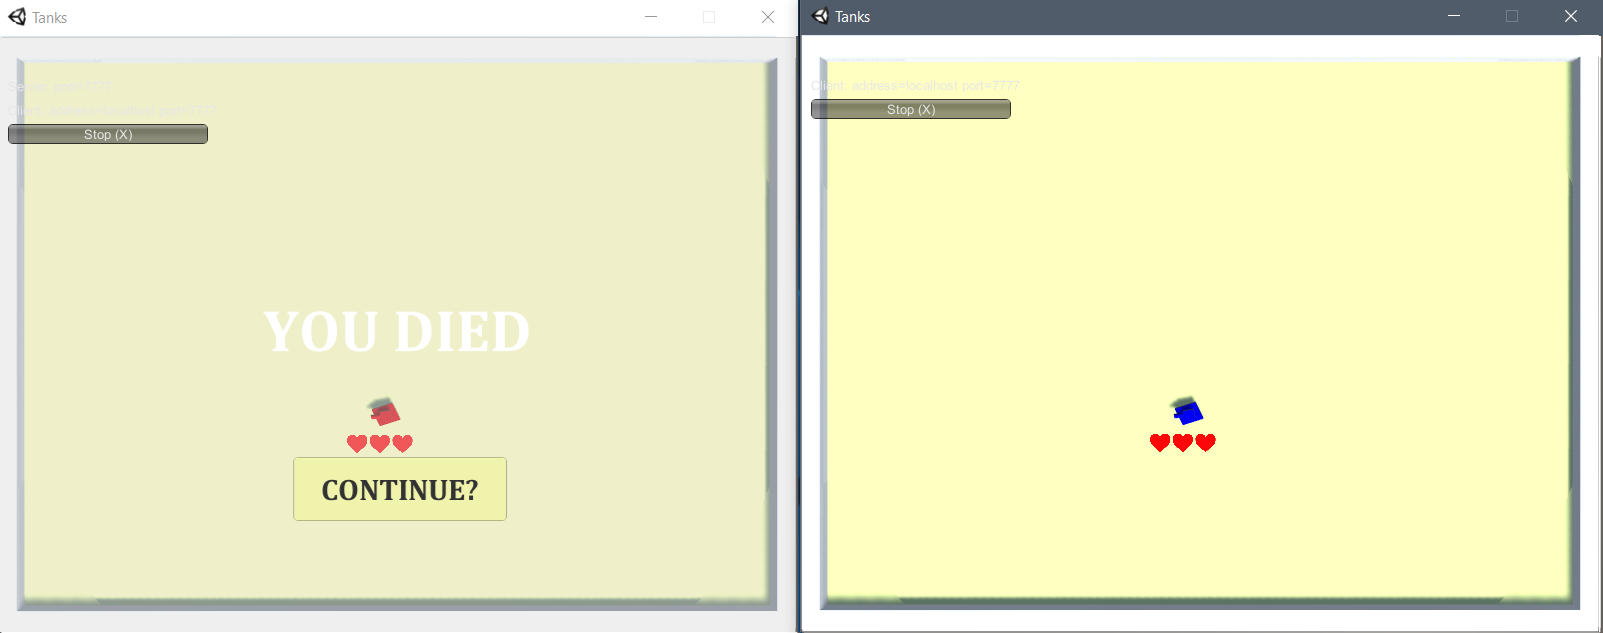 Tanks
Server: port=7777
Client: address=localhost port=7777
Stop (X)
YOU DIED
CONTINUE?
Tanks
Client: address=localhost port=7777
Stop (X)